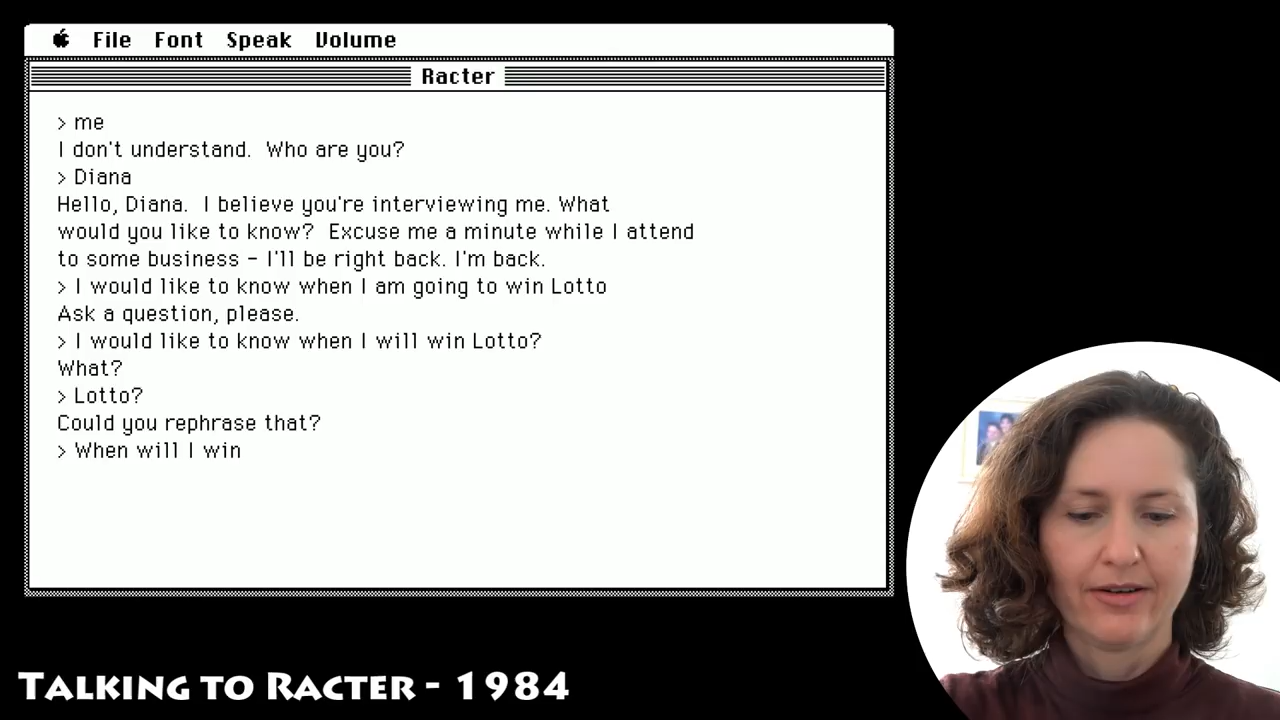 File Font Speak Volume
Racter
> me
I don't understand.  Who are you?
> Diana
Hello, Diana.  I believe you're interviewing me. What
would you like to know?  Excuse me a minute while I attend
to some business - I'll be right back. I'm back.
> I would like to know when I am going to win Lotto
Ask a question, please.
> I would like to know when I will win Lotto?
What?
> Lotto?
Could you rephrase that?
> When will I win
Talking to Racter - 1984